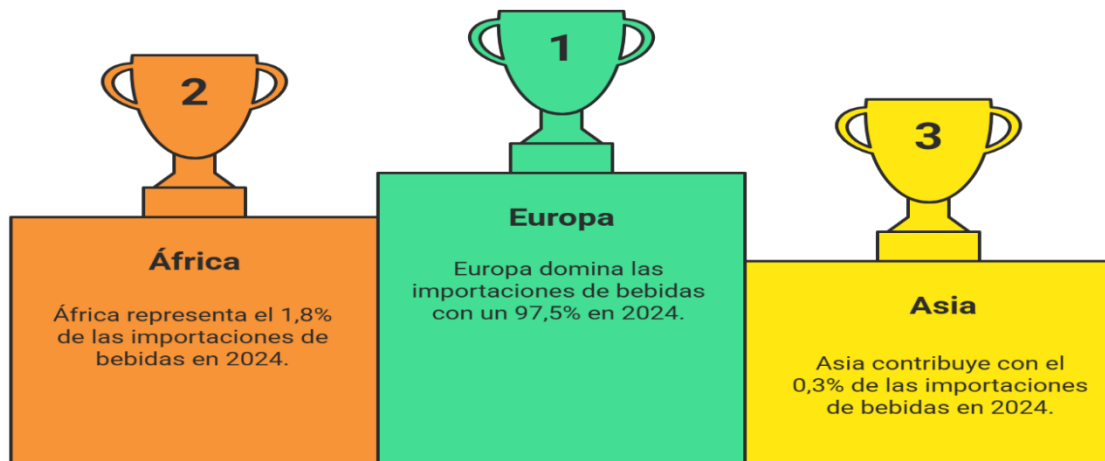 2
África
África representa el 1,8%
de las importaciones de
bebidas en 2024.
1
Europa
Europa domina las
importaciones de bebidas
con un 97,5% en 2024.
3
Asia
Asia contribuye con el
0,3% de las importaciones
de bebidas en 2024.